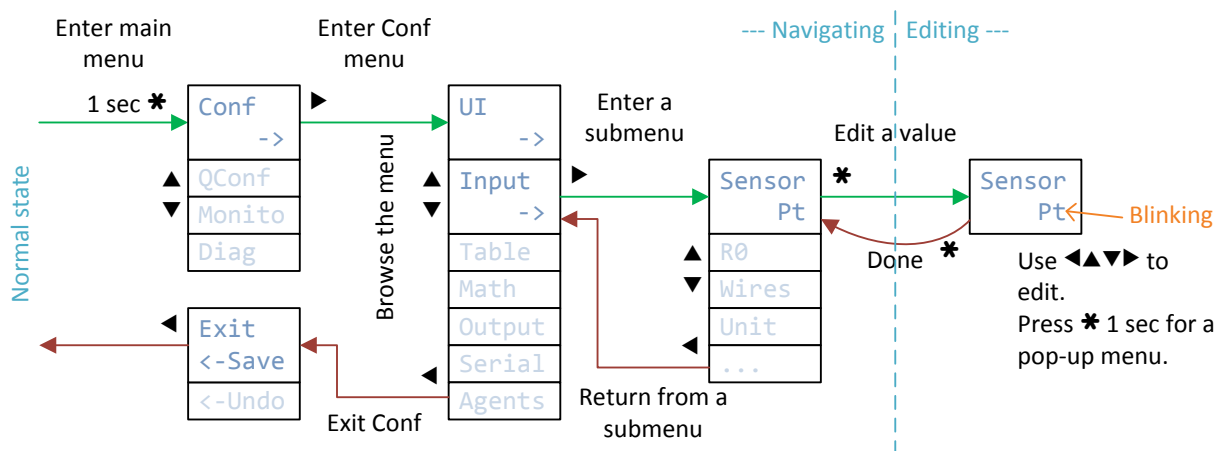 Enter main
menu
1 sec ✱
Conf
->
QConf
Monito
Diag
Normal state
Exit
<-Save
<-Undo
Exit Conf
Enter Conf
menu
Browse the menu
UI
->
Input
->
Table
Math
Output
Serial
Agents
Enter a
submenu
Return from a
submenu
Sensor
Pt
R0
Wires
Unit
...
--- Navigating
Editing ---
Edit a value
✱
Done ✱
Sensor
Pt
Blinking
Use ◀▲▼▶ to
edit.
Press ✱ 1 sec for a
pop-up menu.